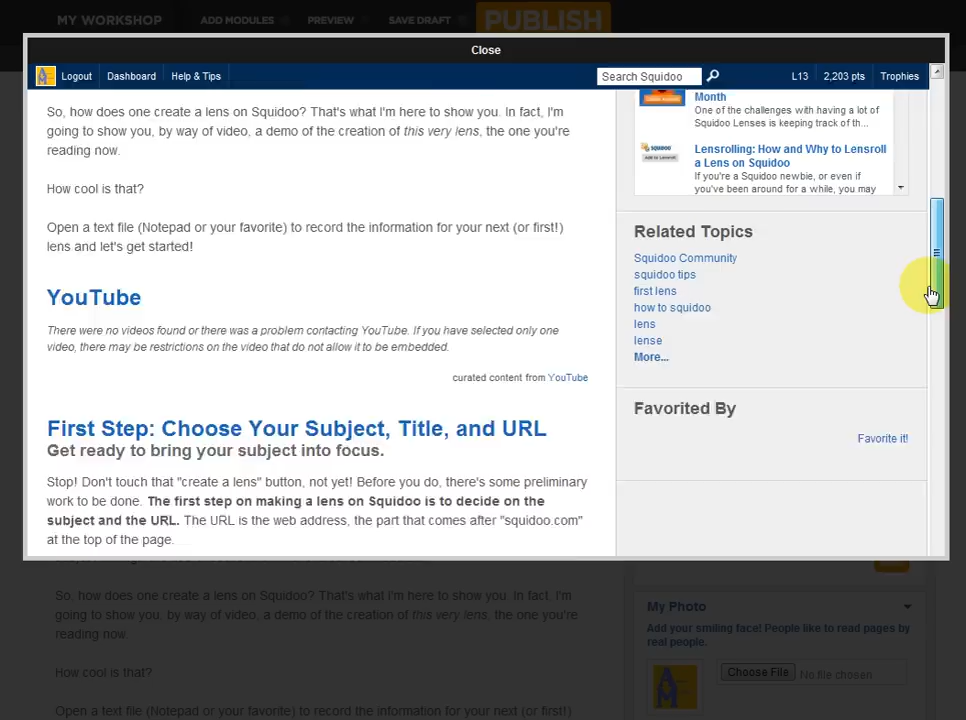 MY WORKSHOP
ADD MODULES
PREVIEW
SAVE DRAFT
PUBLISH
Close
Logout
Dashboard
Help & Tips
Search Squidoo
L13
2,203 pts
Trophies
So, how does one create a lens on Squidoo? That's what I'm here to show you. In fact, I'm
going to show you, by way of video, a demo of the creation of this very lens, the one you're
reading now.
How cool is that?
Open a text file (Notepad or your favorite) to record the information for your next (or first!)
lens and let's get started!
YouTube
There were no videos found or there was a problem contacting YouTube. If you have selected only one
video, there may be restrictions on the video that do not allow it to be embedded.
curated content from YouTube
First Step: Choose Your Subject, Title, and URL
Get ready to bring your subject into focus.
Stop! Don't touch that "create a lens" button, not yet! Before you do, there's some preliminary
work to be done. The first step on making a lens on Squidoo is to decide on the
subject and the URL. The URL is the web address, the part that comes after "squidoo.com"
at the top of the page.
Month
One of the challenges with having a lot of
Squidoo Lenses is keeping track of th...
Lensrolling: How and Why to Lensroll
a Lens on Squidoo
If you're a Squidoo newbie, or even if
you've been around for a while, you may
Related Topics
Squidoo Community
squidoo tips
first lens
how to squidoo
lens
lense
More...
Favorited By
Favorite it!
So, how does one create a lens on Squidoo? That's what I'm here to show you. In fact, I'm
going to show you, by way of video, a demo of the creation of this very lens, the one you're
reading now.
How cool is that?
Open a text file (Notepad or your favorite) to record the information for your next (or first!)
My Photo
Add your smiling face! People like to read pages by
real people.
Choose File
No file chosen